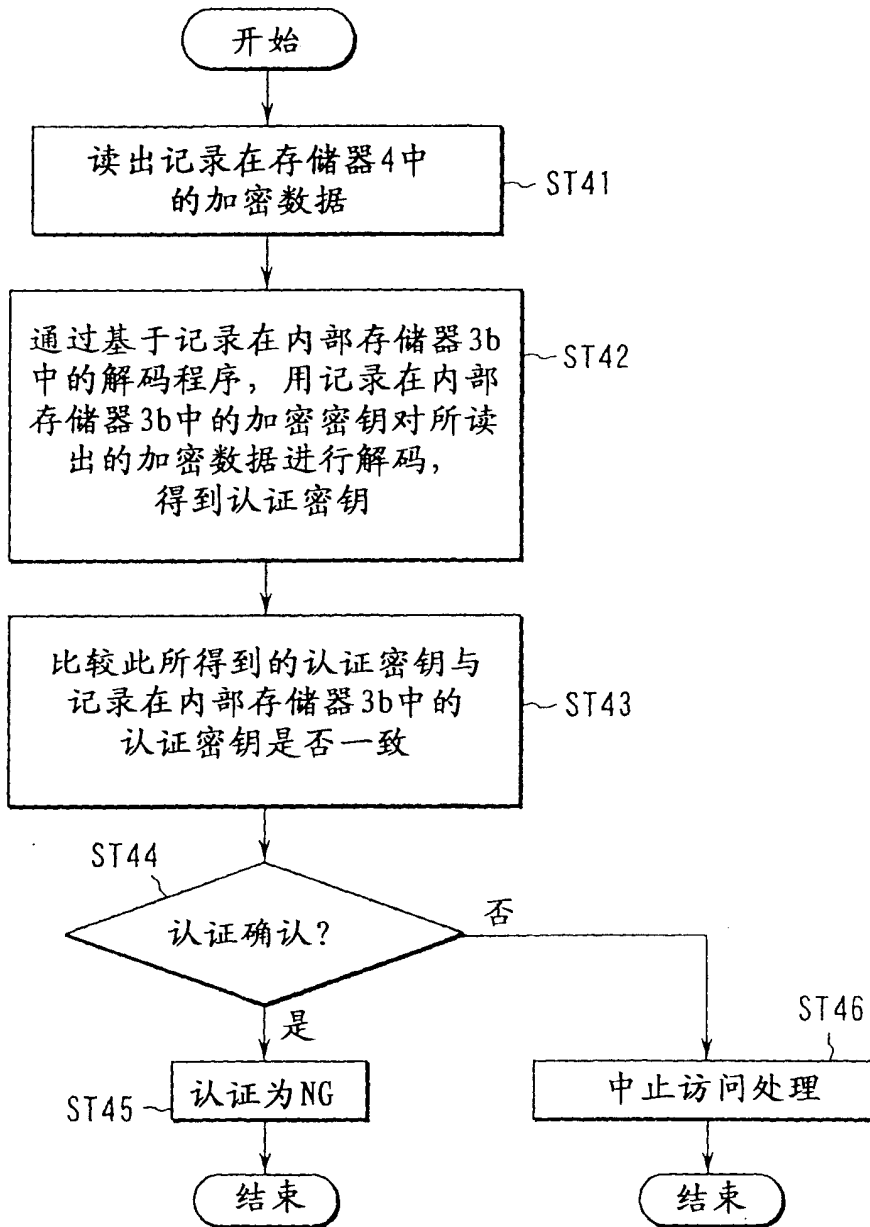 开始
读出记录在存储器4中
的加密数据
ST41
通过基于记录在内部存储器3b
中的解码程序，用记录在内部
存储器3b中的加密密钥对所读
出的加密数据进行解码，
得到认证密钥
ST42
比较此所得到的认证密钥与
记录在内部存储器3b中的
认证密钥是否一致
ST43
ST44
认证确认？
否
是
ST45
认证为NG
ST46
中止访问处理
结束
结束